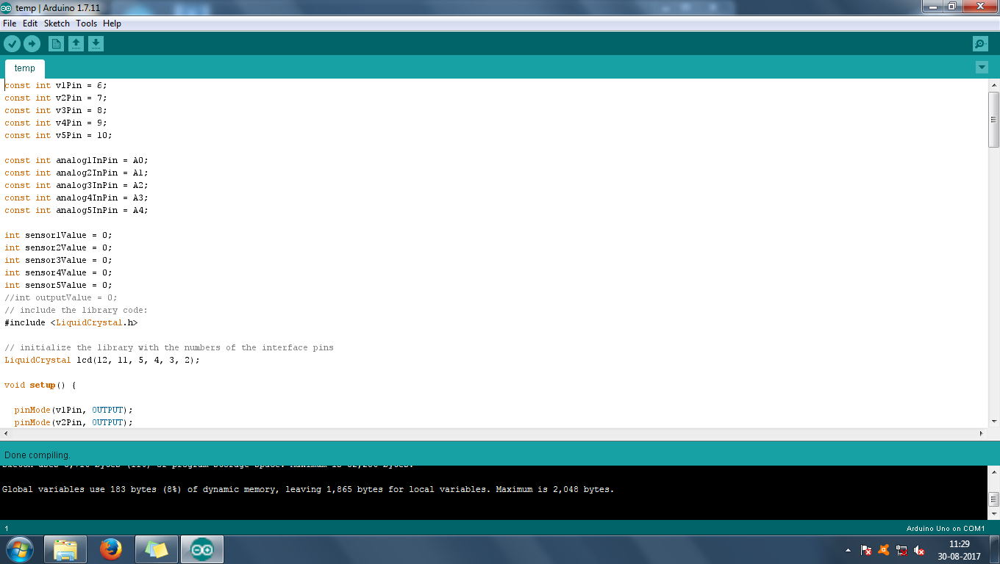 temp | Arduino 1.7.11
File Edit Sketch Tools Help
temp
const int v1Pin = 6;
const int v2Pin = 7;
const int v3Pin = 8;
const int v4Pin = 9;
const int v5Pin = 10;
const int analog1InPin = A0;
const int analog2InPin = A1;
const int analog3InPin = A2;
const int analog4InPin = A3;
const int analog5InPin = A4;
int sensor1Value = 0;
int sensor2Value = 0;
int sensor3Value = 0;
int sensor4Value = 0;
int sensor5Value = 0;
//int outputValue = 0;
// include the library code:
#include <LiquidCrystal.h>
// initialize the library with the numbers of the interface pins
LiquidCrystal lcd(12, 11, 5, 4, 3, 2);
void setup() {
pinMode(v1Pin, OUTPUT);
pinMode(v2Pin, OUTPUT);
Done compiling.
Global variables use 183 bytes (8%) of dynamic memory, leaving 1,865 bytes for local variables. Maximum is 2,048 bytes.
1
Arduino Uno on COM1
11:29
30-08-2017